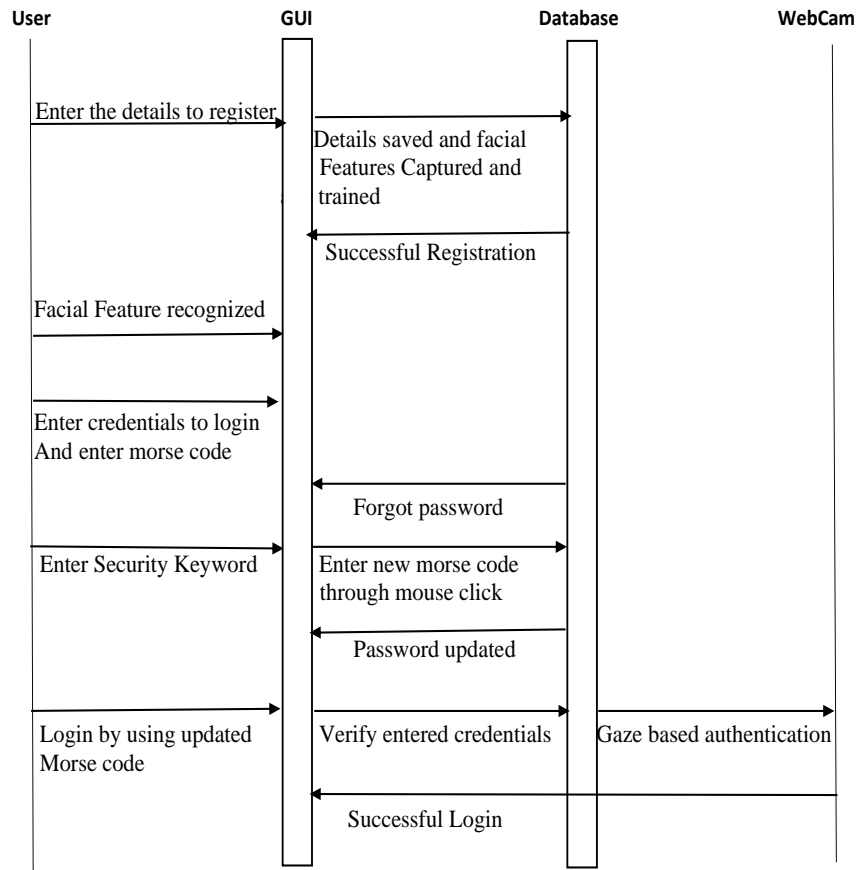 User GUI Database WebCam
Enter the details to register
Details saved and facial
Features Captured and
trained
Successful Registration
Facial Feature recognized
Enter credentials to login
And enter morse code
Forgot password
Enter Security Keyword
Enter new morse code
through mouse click
Password updated
Login by using updated
Morse code
Verify entered credentials
Gaze based authentication
Successful Login